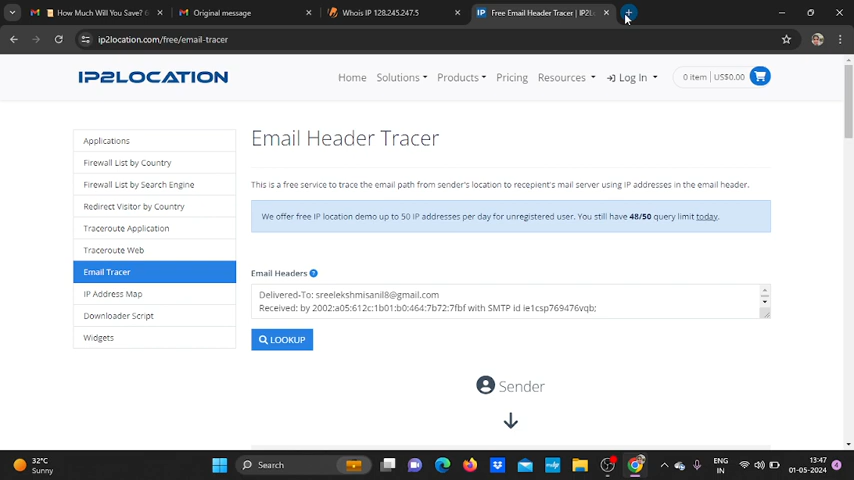 How Much Will You Save?
Original message
Whois IP 128.245.247.5
IP Free Email Header Tracer | IP2L
ip2location.com/free/email-tracer
IP2LOCATION
Home Solutions Products Pricing Resources Log In 0 item | US$0.00
Applications
Firewall List by Country
Firewall List by Search Engine
Redirect Visitor by Country
Traceroute Application
Traceroute Web
Email Tracer
IP Address Map
Downloader Script
Widgets
Email Header Tracer
This is a free service to trace the email path from sender's location to recepient's mail server using IP addresses in the email header.
We offer free IP location demo up to 50 IP addresses per day for unregistered user. You still have 48/50 query limit today.
Email Headers ?
Delivered-To: sreelekshmisanil8@gmail.com
Received: by 2002:a05:612c:1b01:b0:464:7b72:7fbf with SMTP id ie1csp769476vqb;
LOOKUP
Sender
32°C
Sunny
Search
ENG
IN
13:47
01-05-2024
4